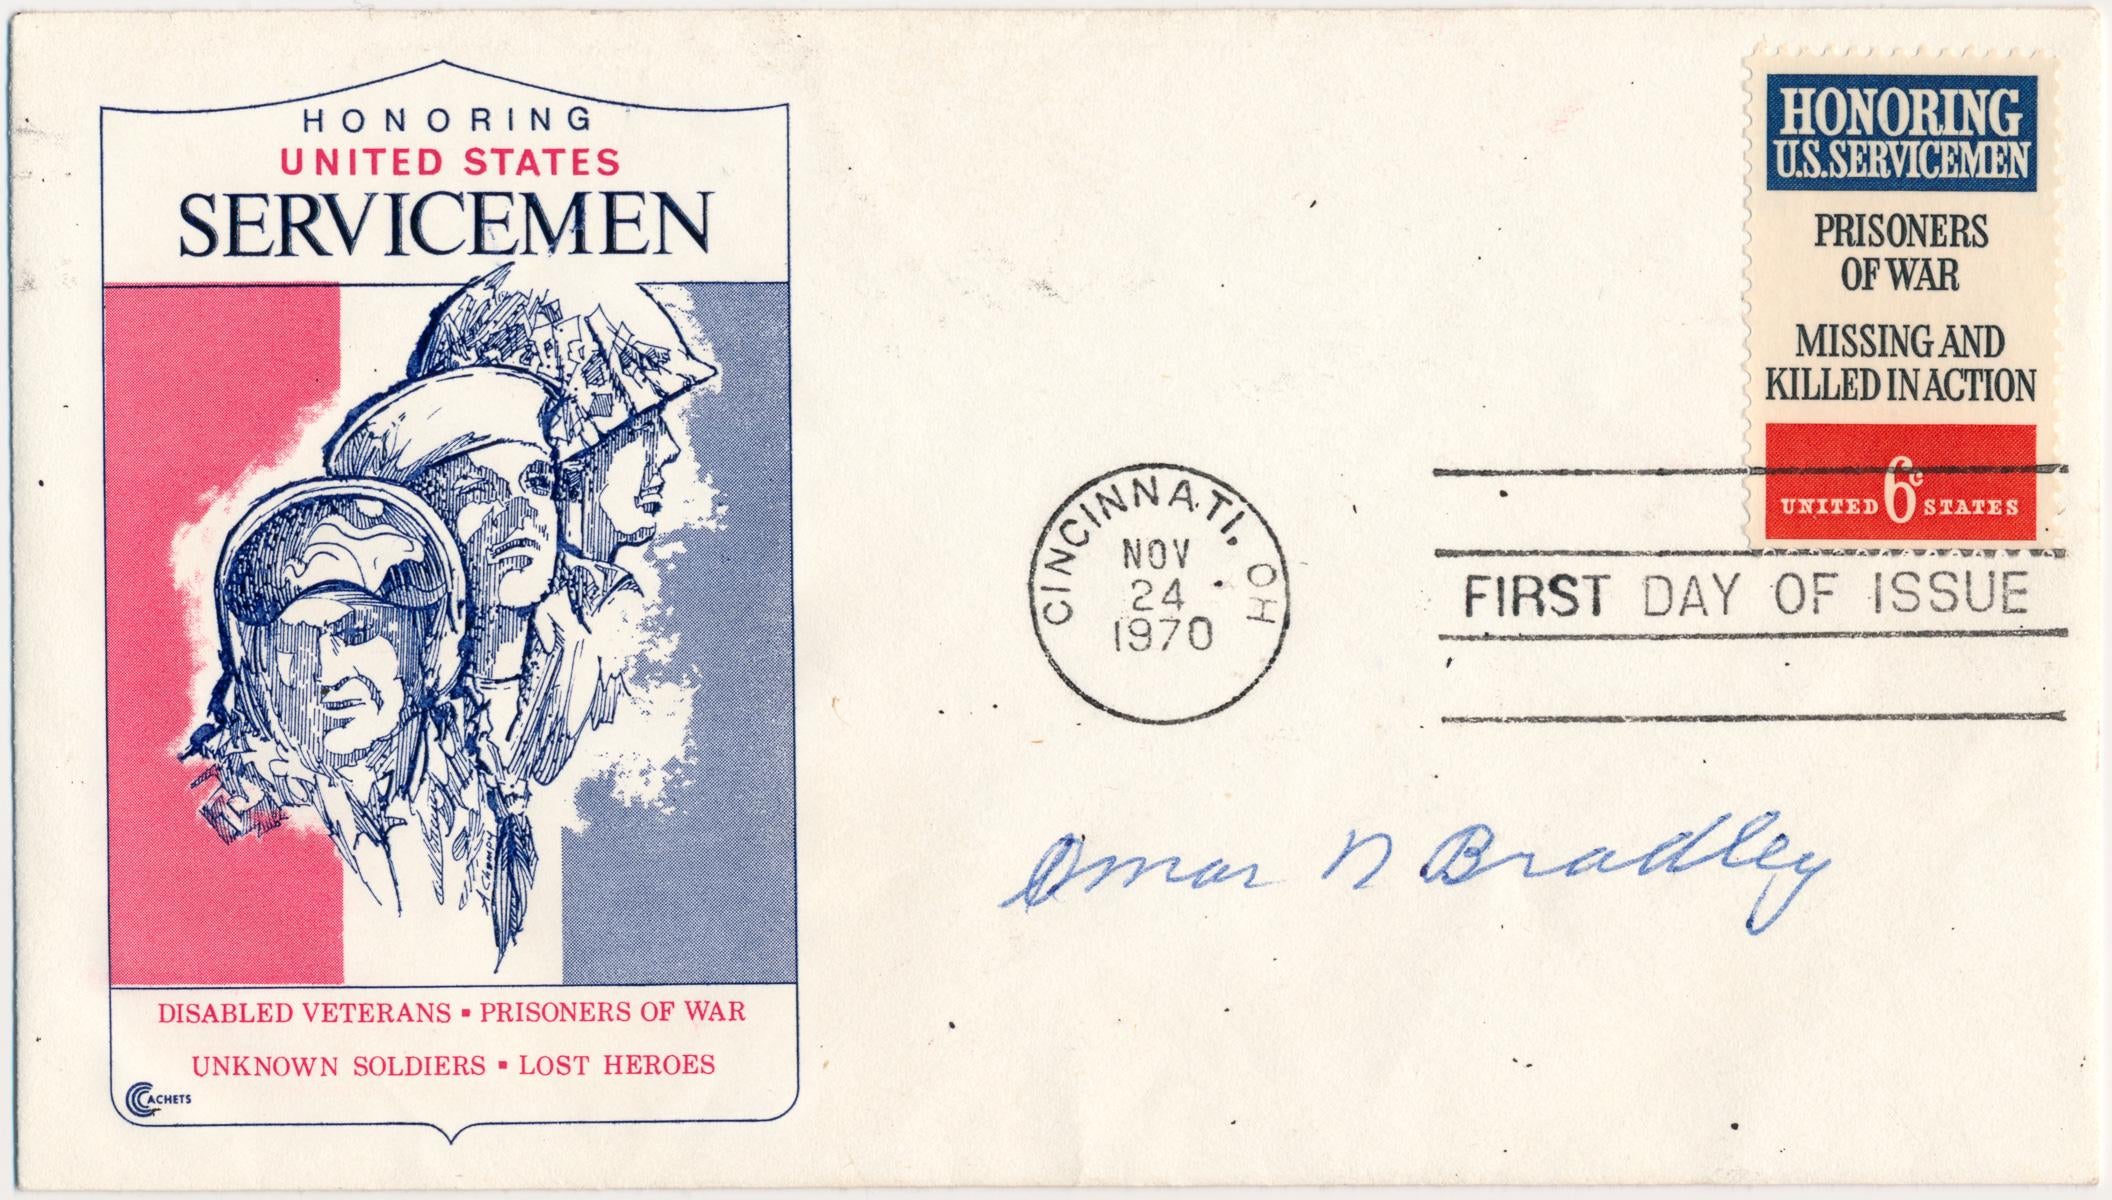 HONORING
UNITED STATES
SERVICEMEN
DISABLED VETERANS ▪ PRISONERS OF WAR
UNKNOWN SOLDIERS ▪ LOST HEROES
CCCACHETS
CINCINNATI, OH
NOV
24
1970
HONORING
U.S. SERVICEMEN
PRISONERS
OF WAR
MISSING AND
KILLED IN ACTION
UNITED 6c STATES
FIRST DAY OF ISSUE
Omar N Bradley